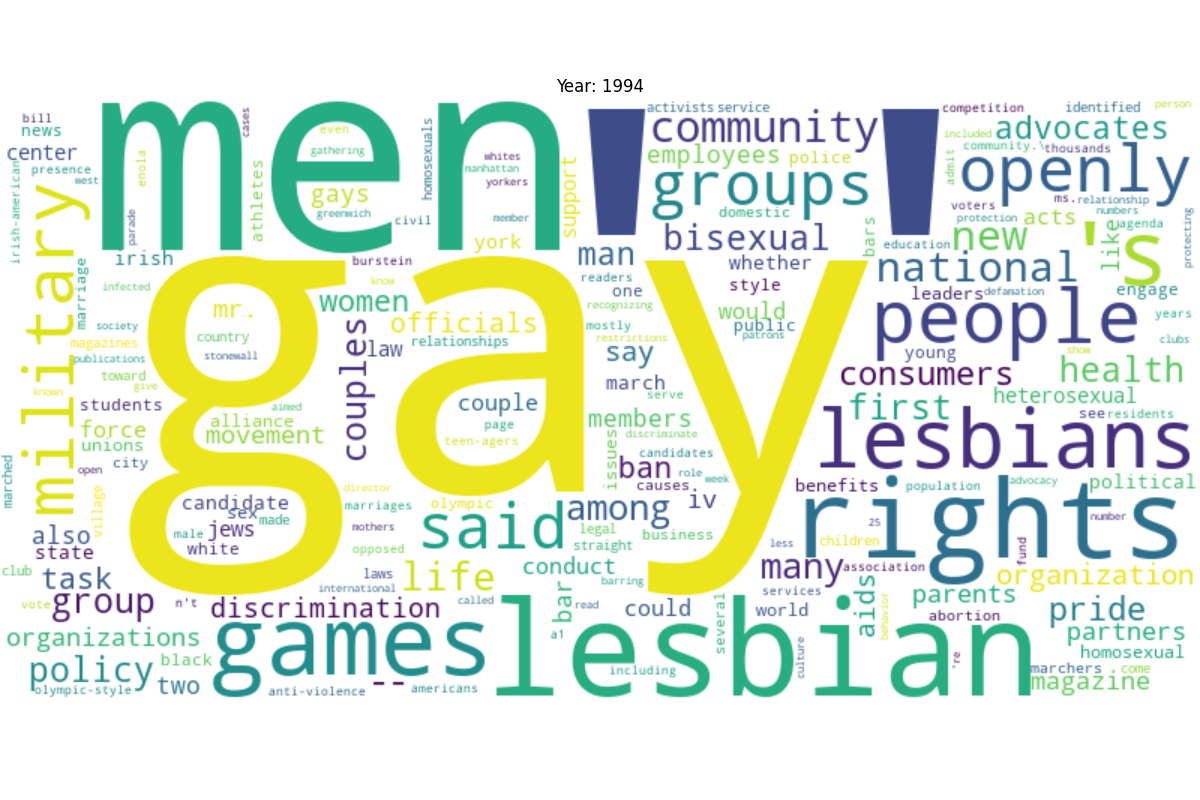 Year: 1994
men
!
!
gay
lesbian
rights
games
people
lesbians
groups
openly
military
's
community
said
national
bisexual
new
advocates
policy
group
life
many
couples
among
health
consumers
first
organization
discrimination
women
officials
movement
organizations
magazine
task
pride
parents
partners
aids
bar
ban
man
say
members
employees
police
activists
service
competition
identified
person
included
community.\
thousands
admit
voters
ms.
relationship
numbers
protection
agenda
acts
like
protecting
education
bars
domestic
whether
style
would
public
patrons
leaders
defamation
engage
years
clubs
show
young
heterosexual
see
residents
political
benefits
population
advocacy
number
25
fund
children
less
association
services
world
abortion
behavior
homosexual
marchers
.
come
're
culture
several
could
including
read
a1
called
international
barring
conduct
straight
legal
business
iv
causes.
role
week
candidates
discriminate
issues
serve
march
restrictions
mostly
recognizing
one
readers
support
york
member
yorkers
manhattan
whites
homosexuals
civil
greenwich
gays
gathering
even
cases
athletes
enola
parade
irish
irish-american
bill
news
center
presence
west
infected
marriage
society
magazines
publications
toward
give
known
students
force
unions
city
open
village
marched
also
state
club
vote
n't
olympic-style
two
black
anti-violence
--
americans
laws
opposed
mothers
marriages
director
olympic
teen-agers
page
couple
relationships
law
know
burstein
mr.
country
stonewall
aimed
alliance
candidate
sex
made
jews
male
white